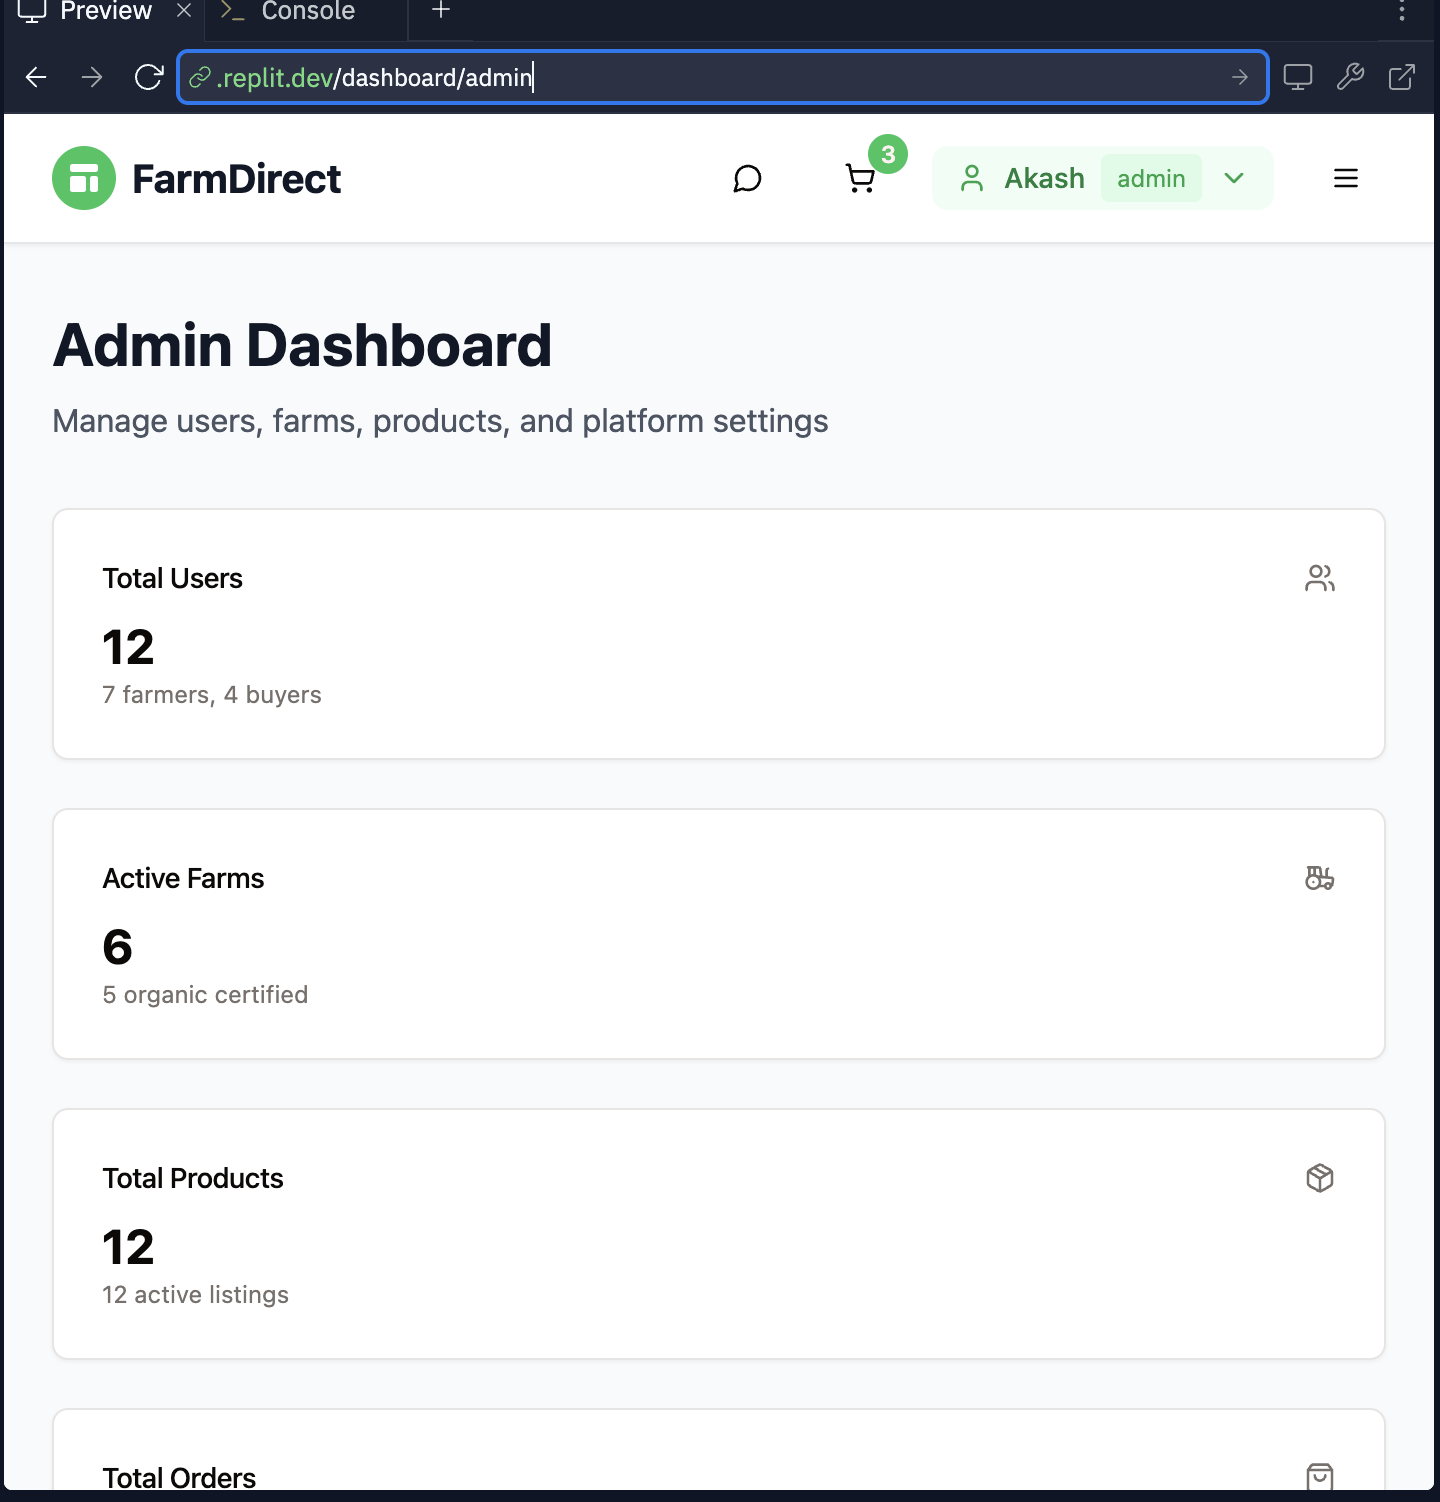 Preview
Console
.replit.dev/dashboard/admin
FarmDirect
3
Akash
admin
Admin Dashboard
Manage users, farms, products, and platform settings
Total Users
12
7 farmers, 4 buyers
Active Farms
6
5 organic certified
Total Products
12
12 active listings
Total Orders